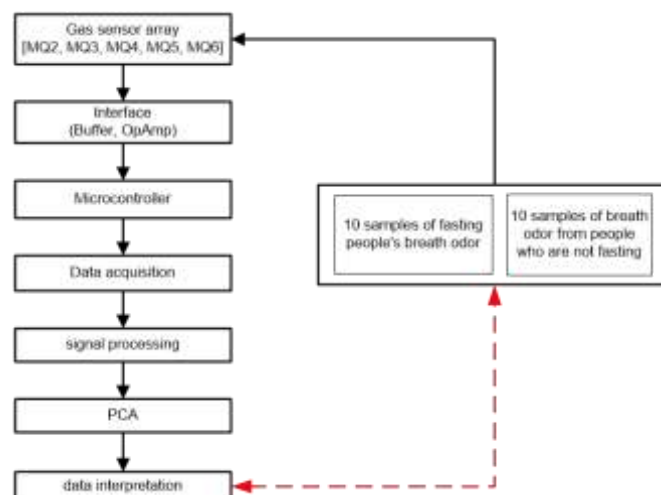 Gas sensor array
[MQ2, MQ3, MQ4, MQ5, MQ6]
Interface
(Buffer, OpAmp)
Microcontroller
Data acquisition
signal processing
PCA
data interpretation
10 samples of fasting
people's breath odor
10 samples of breath
odor from people
who are not fasting